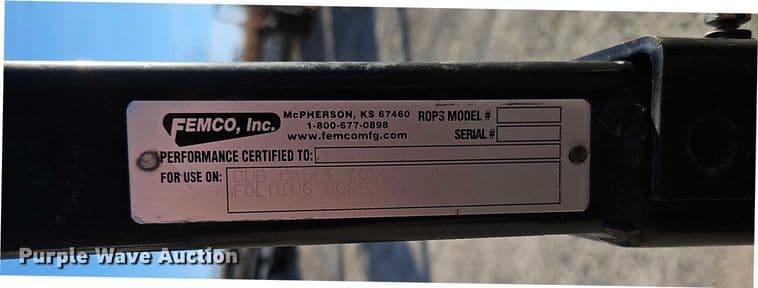 FEMCO, Inc.
McPHERSON, KS 67460
1-800-677-0898
www.femcomfg.com
ROPS MODEL #
SERIAL #
PERFORMANCE CERTIFIED TO:
FOR USE ON:
CUB CADET
FOLDING ROPS
Purple Wave Auction